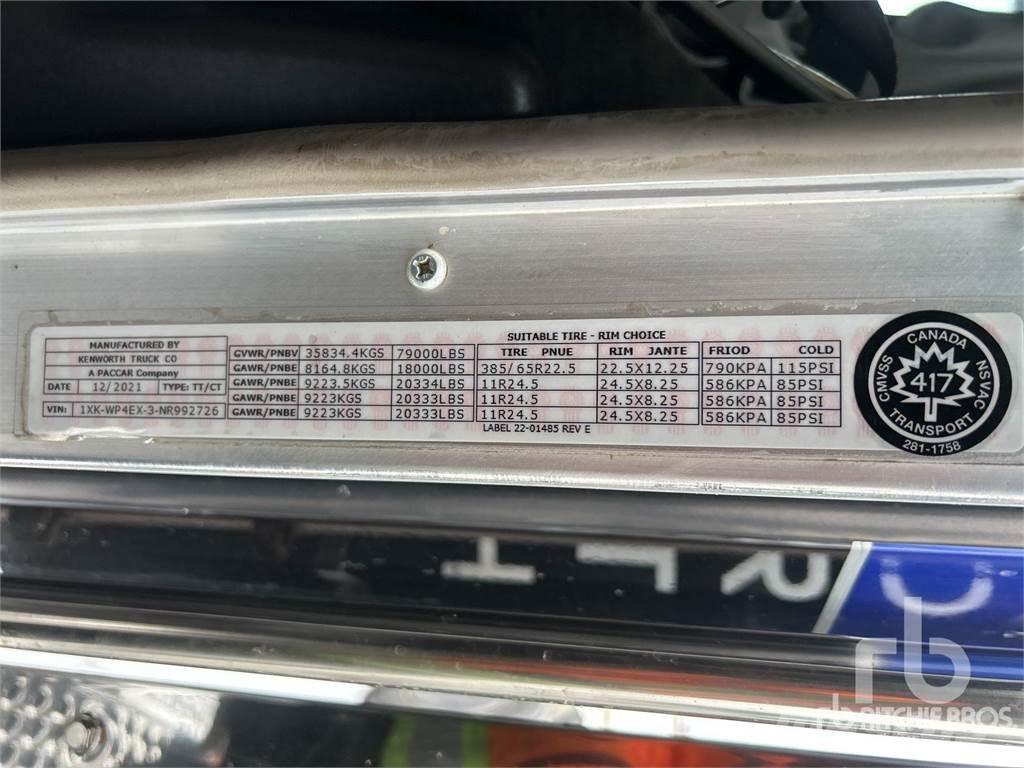 MANUFACTURED BY
KENWORTH TRUCK CO
A PACCAR Company
DATE 12/2021 TYPE: TT/CT
VIN: 1XK-WP4EX-3-NR992726
SUITABLE TIRE - RIM CHOICE
GVWR/PNBV 35834.4KGS 79000LBS TIRE PNUE RIM JANTE FRIOD COLD
GAWR/PNBE 8164.8KGS 18000LBS 385/65R22.5 22.5X12.25 790KPA 115PSI
GAWR/PNBE 9223.5KGS 20334LBS 11R24.5 24.5X8.25 586KPA 85PSI
GAWR/PNBE 9223KGS 20333LBS 11R24.5 24.5X8.25 586KPA 85PSI
GAWR/PNBE 9223KGS 20333LBS 11R24.5 24.5X8.25 586KPA 85PSI
LABEL 22-01485 REV E
CANADA
CMVSS
NSVAC
417
TRANSPORT
281-1758
rb
rb RITCHIE BROS.